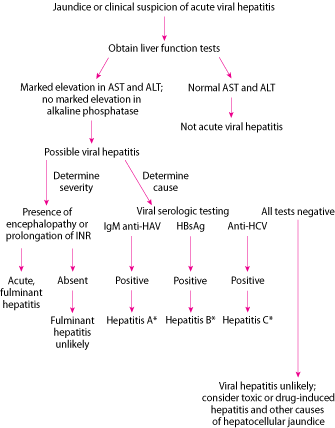 Jaundice or clinical suspicion of acute viral hepatitis
Obtain liver function tests
Marked elevation in AST and ALT;
no marked elevation in
alkaline phosphatase
Normal AST and ALT
Not acute viral hepatitis
Possible viral hepatitis
Determine
severity
Determine
cause
Presence of
encephalopathy or
prolongation of INR
Viral serologic testing
IgM anti-HAV
HBsAg
Anti-HCV
All tests negative
Acute,
fulminant
hepatitis
Absent
Positive
Positive
Positive
Fulminant
hepatitis
unlikely
Hepatitis A*
Hepatitis B*
Hepatitis C*
Viral hepatitis unlikely;
consider toxic or drug-induced
hepatitis and other causes
of hepatocellular jaundice